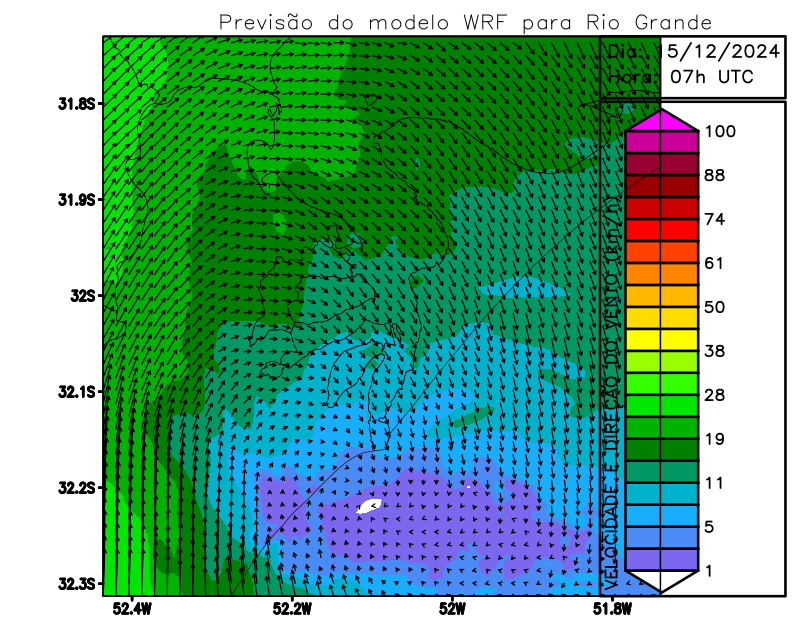 Previsão do modelo WRF para Rio Grande
Dia: 15/12/2024
Hora: 07h UTC
VELOCIDADE E DIREÇÃO DO VENTO (km/h)
100
88
74
61
50
38
28
19
11
5
1
31.8S
31.9S
32S
32.1S
32.2S
32.3S
52.4W
52.2W
52W
51.8W